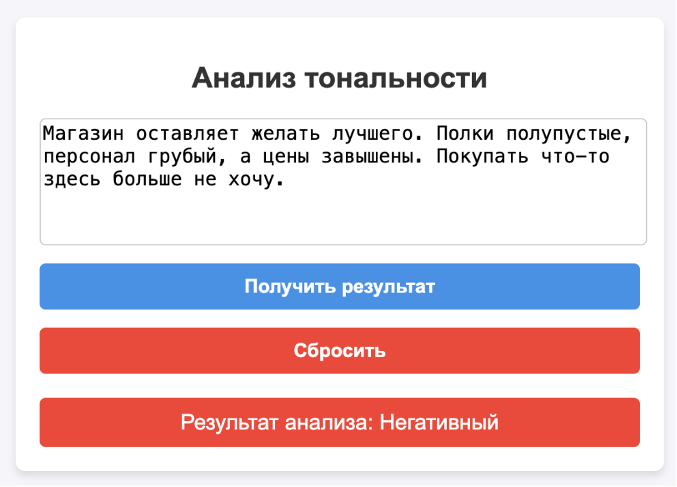 Анализ тональности
Магазин оставляет желать лучшего. Полки полупустые,
персонал грубый, а цены завышены. Покупать что-то
здесь больше не хочу.
Получить результат
Сбросить
Результат анализа: Негативный